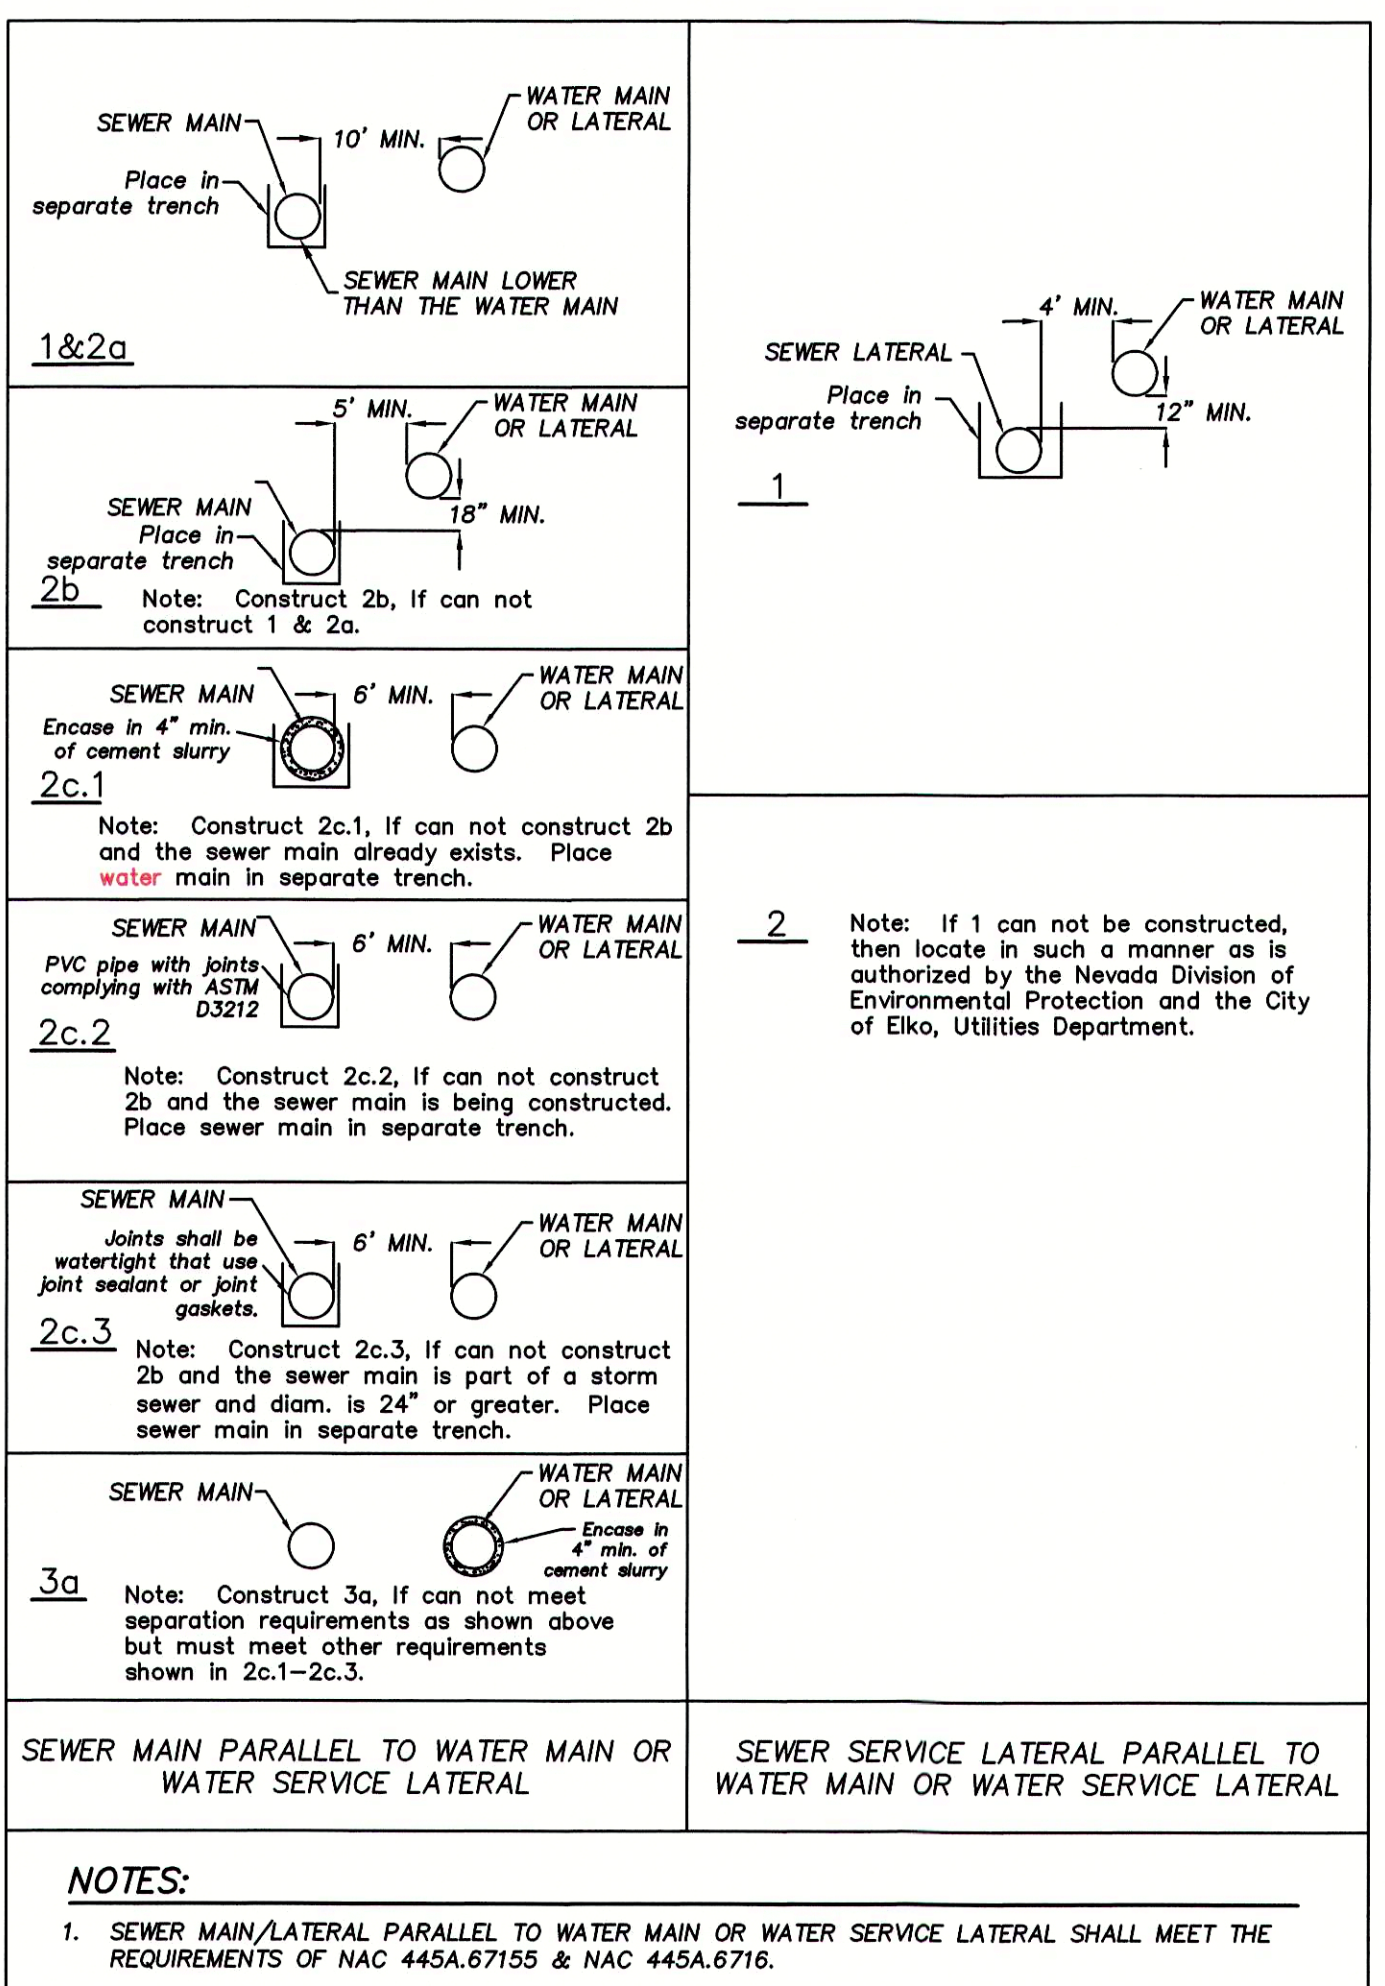 SEWER MAIN
WATER MAIN
OR LATERAL
10' MIN.
Place in
separate trench
SEWER MAIN LOWER
THAN THE WATER MAIN
1&2a
5' MIN.
WATER MAIN
OR LATERAL
SEWER MAIN
18" MIN.
Place in
separate trench
2b
Note: Construct 2b, If can not
construct 1 & 2a.
SEWER MAIN
6' MIN.
WATER MAIN
OR LATERAL
Encase in 4" min.
of cement slurry
2c.1
Note: Construct 2c.1, If can not construct 2b
and the sewer main already exists. Place
water main in separate trench.
SEWER MAIN
6' MIN.
WATER MAIN
OR LATERAL
PVC pipe with joints
complying with ASTM
D3212
2c.2
Note: Construct 2c.2, If can not construct
2b and the sewer main is being constructed.
Place sewer main in separate trench.
SEWER MAIN
6' MIN.
WATER MAIN
OR LATERAL
Joints shall be
watertight that use
joint sealant or joint
gaskets.
2c.3
Note: Construct 2c.3, If can not construct
2b and the sewer main is part of a storm
sewer and diam. is 24" or greater. Place
sewer main in separate trench.
SEWER MAIN
WATER MAIN
OR LATERAL
Encase in
4" min. of
cement slurry
3a
Note: Construct 3a, If can not meet
separation requirements as shown above
but must meet other requirements
shown in 2c.1-2c.3.
SEWER MAIN PARALLEL TO WATER MAIN OR
WATER SERVICE LATERAL
4' MIN.
WATER MAIN
OR LATERAL
SEWER LATERAL
Place in
separate trench
12" MIN.
1
2
Note: If 1 can not be constructed,
then locate in such a manner as is
authorized by the Nevada Division of
Environmental Protection and the City
of Elko, Utilities Department.
SEWER SERVICE LATERAL PARALLEL TO
WATER MAIN OR WATER SERVICE LATERAL
NOTES:
1. SEWER MAIN/LATERAL PARALLEL TO WATER MAIN OR WATER SERVICE LATERAL SHALL MEET THE
REQUIREMENTS OF NAC 445A.67155 & NAC 445A.6716.